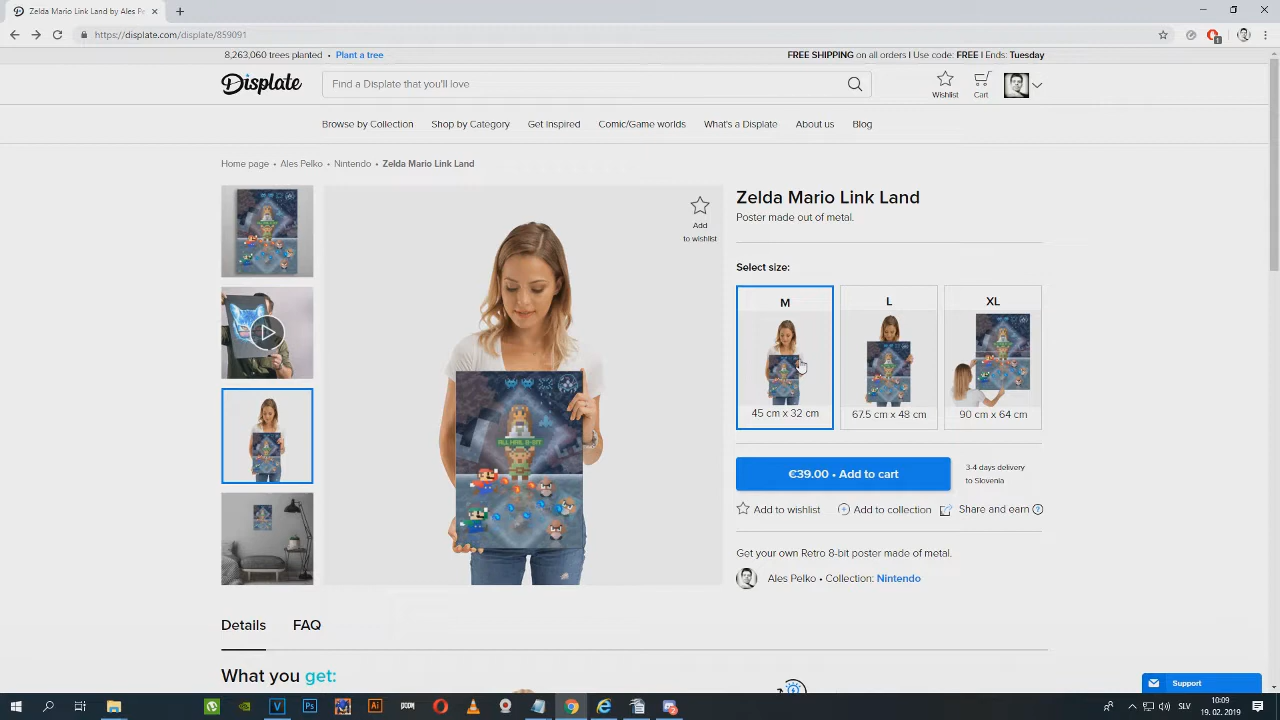 Zelda Mario Link Land by Ales Pe
https://displate.com/display/859091
8,263,060 trees planted • Plant a tree
FREE SHIPPING on all orders I Use code: FREE I Ends: Tuesday
Displate
Find a Displate that you'll love
Wishlist
Cart
Browse by Collection
Shop by Category
Get Inspired
Comic/Game worlds
What's a Displate
About us
Blog
Home page • Ales Pelko • Nintendo • Zelda Mario Link Land
Add
to wishlist
ALL HAIL 8-BIT
Zelda Mario Link Land
Poster made out of metal.
Select size:
M
L
XL
45 cm x 32 cm
67.5 cm x 48 cm
90 cm x 64 cm
€39.00 • Add to cart
3-4 days delivery
to Slovenia
Add to wishlist
Add to collection
Share and earn ?
Get your own Retro 8-bit poster made of metal.
Ales Pelko • Collection: Nintendo
Details
FAQ
What you get:
Support
Ps
Ai
SLV
10:09
19. 02. 2019